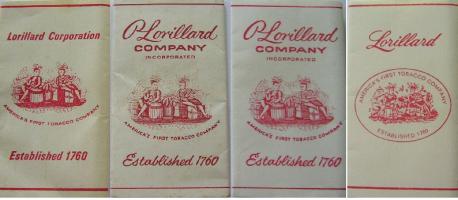 Lorillard Corporation
AMERICA'S FIRST TOBACCO COMPANY
Established 1760
P. Lorillard
COMPANY
INCORPORATED
AMERICA'S FIRST TOBACCO COMPANY
Established 1760
P. Lorillard
COMPANY
INCORPORATED
AMERICA'S FIRST TOBACCO COMPANY
Established 1760
Lorillard
AMERICA'S FIRST TOBACCO COMPANY
ESTABLISHED 1760